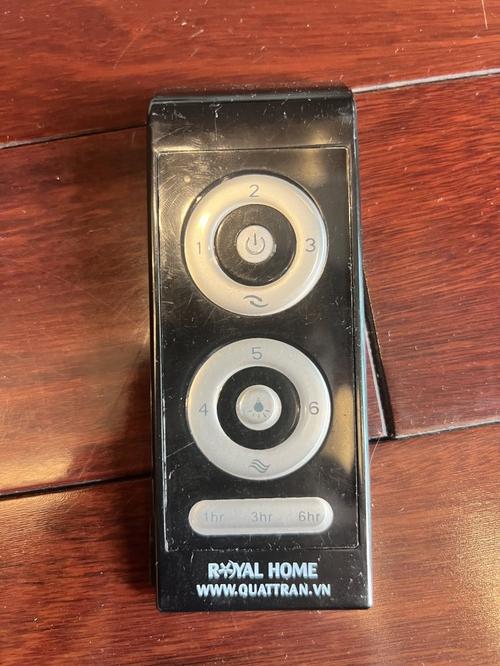 2
1 3
5
4 6
1hr 3hr 6hr
ROYAL HOME
WWW.QUATTRAN.VN